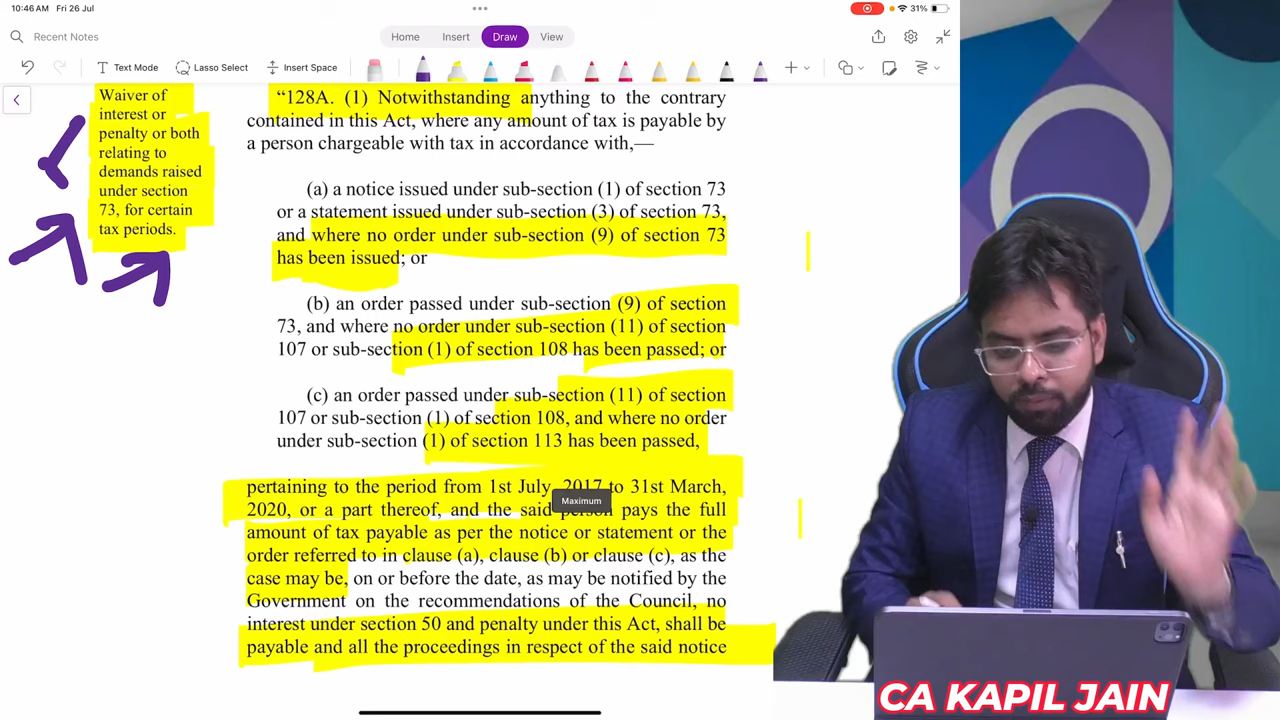 10:46 AM Fri 26 Jul
31%
Recent Notes
Home Insert Draw View
Text Mode Lasso Select Insert Space
Waiver of
interest or
penalty or both
relating to
demands raised
under section
73, for certain
tax periods.
“128A. (1) Notwithstanding anything to the contrary
contained in this Act, where any amount of tax is payable by
a person chargeable with tax in accordance with,—
(a) a notice issued under sub-section (1) of section 73
or a statement issued under sub-section (3) of section 73,
and where no order under sub-section (9) of section 73
has been issued; or
(b) an order passed under sub-section (9) of section
73, and where no order under sub-section (11) of section
107 or sub-section (1) of section 108 has been passed; or
(c) an order passed under sub-section (11) of section
107 or sub-section (1) of section 108, and where no order
under sub-section (1) of section 113 has been passed,
pertaining to the period from 1st July, 2017 to 31st March,
Maximum
2020, or a part thereof, and the said person pays the full
amount of tax payable as per the notice or statement or the
order referred to in clause (a), clause (b) or clause (c), as the
case may be, on or before the date, as may be notified by the
Government on the recommendations of the Council, no
interest under section 50 and penalty under this Act, shall be
payable and all the proceedings in respect of the said notice
CA KAPIL JAIN